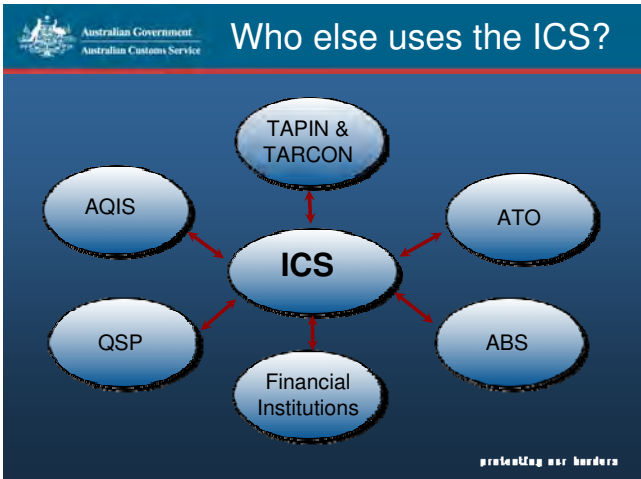 Australian Government
Australian Customs Service
Who else uses the ICS?
TAPIN &
TARCON
AQIS
ATO
ICS
QSP
ABS
Financial
Institutions
protecting our borders